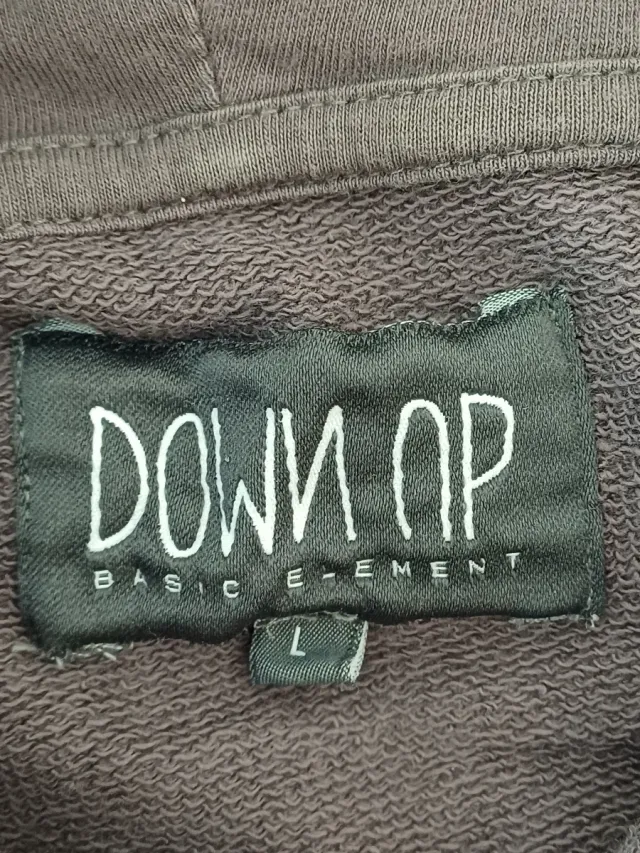 DOWN UP
BASIC ELEMENT
L